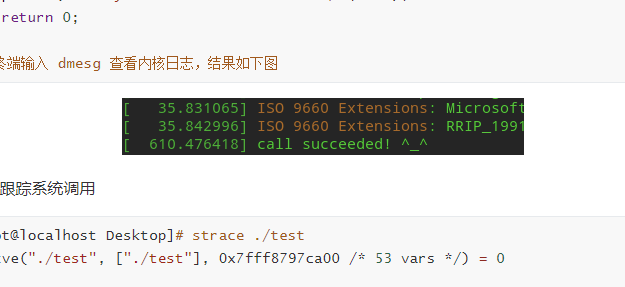 return 0;
终端输入 dmesg 查看内核日志，结果如下图
[   35.831065] ISO 9660 Extensions: Microsoft
[   35.842996] ISO 9660 Extensions: RRIP_1991
[  610.476418] call succeeded! ^_^
跟踪系统调用
ot@localhost Desktop]# strace ./test
ve("./test", ["./test"], 0x7fff8797ca00 /* 53 vars */) = 0